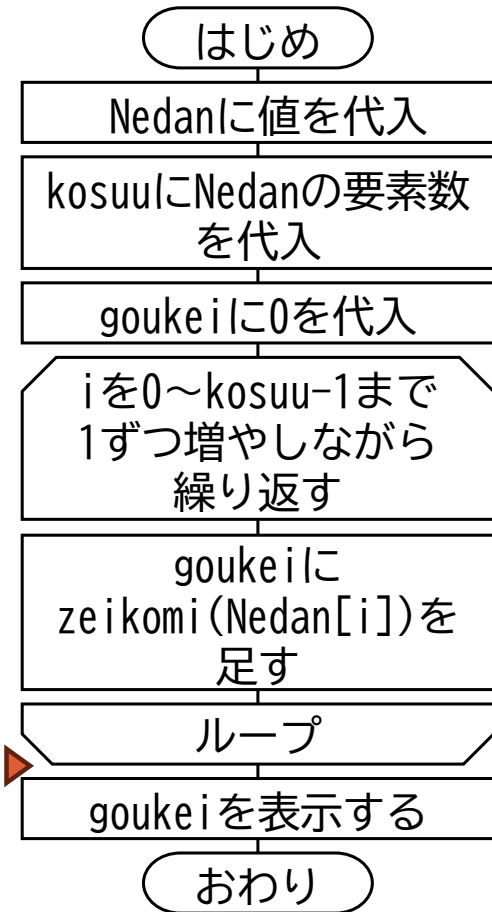 はじめ
Nedanに値を代入
kosuuにNedanの要素数
を代入
goukeiに0を代入
iを0～kosuu-1まで
1ずつ増やしながら
繰り返す
goukeiに
zeikomi(Nedan[i])を
足す
ループ
goukeiを表示する
おわり